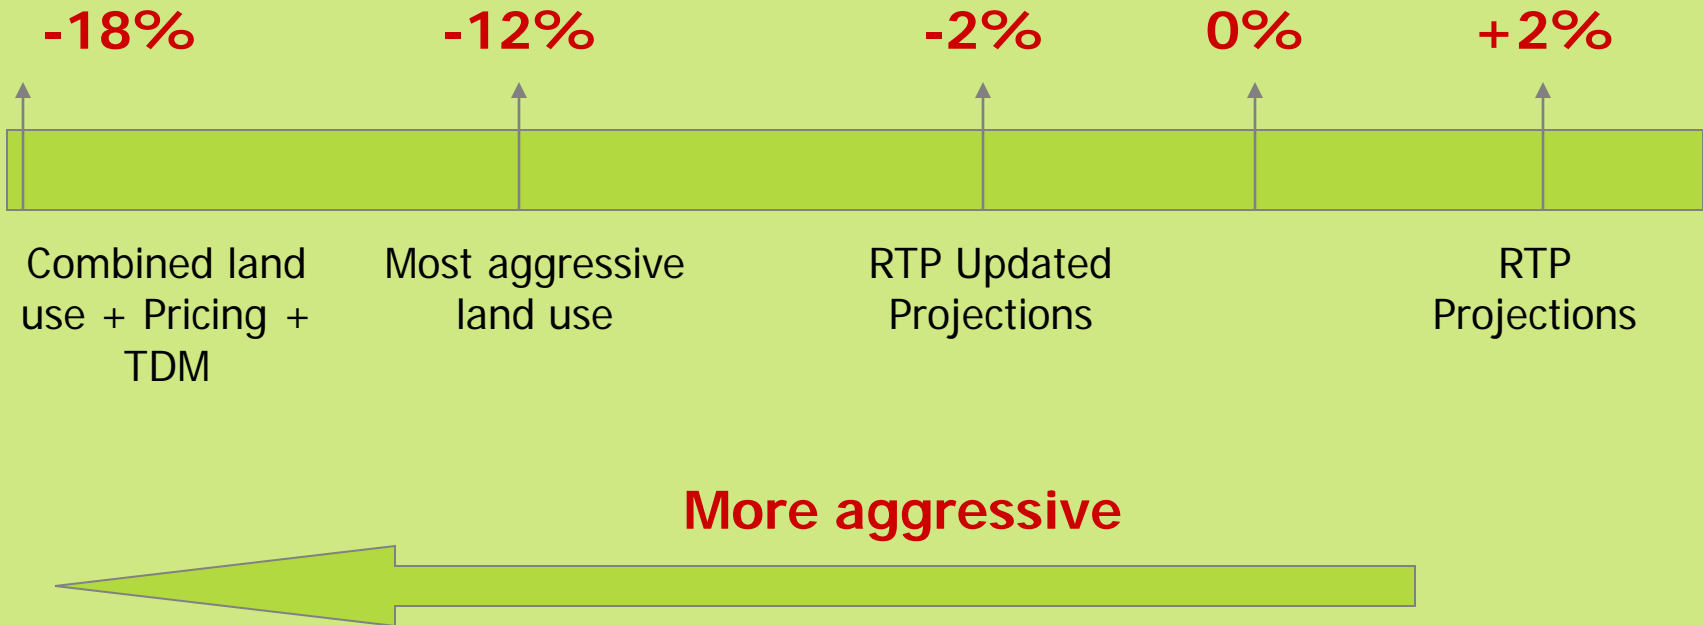 -18% -12% -2% 0% +2%
Combined land
use + Pricing +
TDM
Most aggressive
land use
RTP Updated
Projections
RTP
Projections
More aggressive